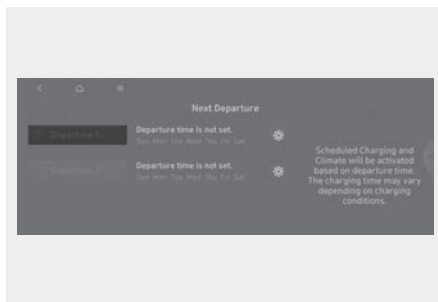 Next Departure
Departure 1
Departure time is not set.
Sun Mon Tue Wed Thu Fri Sat
Departure 2
Departure time is not set.
Sun Mon Tue Wed Thu Fri Sat
Scheduled Charging and
Climate will be activated
based on departure time.
The charging time may vary
depending on charging
conditions.